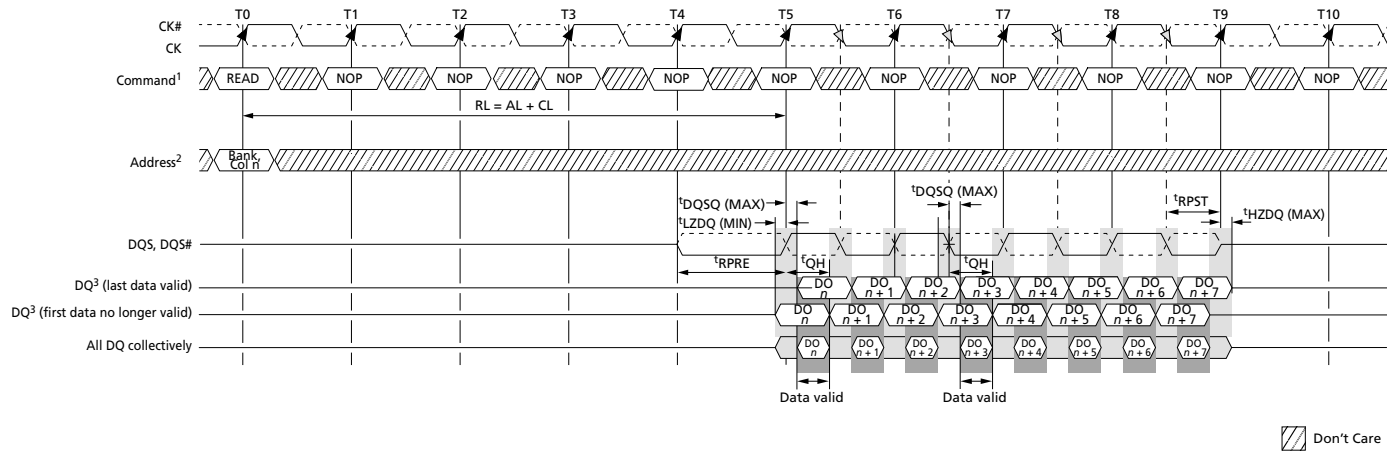 T0 T1 T2 T3 T4 T5 T6 T7 T8 T9 T10
CK#
CK
Command1 READ NOP NOP NOP NOP NOP NOP NOP NOP NOP NOP
RL = AL + CL
Address2 Bank, Col n
tDQSQ (MAX) tDQSQ (MAX) tRPST
tLZDQ (MIN) tHZDQ (MAX)
DQS, DQS#
tRPRE tQH tQH
DQ3 (last data valid) DO n DO n + 1 DO n + 2 DO n + 3 DO n + 4 DO n + 5 DO n + 6 DO n + 7
DQ3 (first data no longer valid) DO n DO n + 1 DO n + 2 DO n + 3 DO n + 4 DO n + 5 DO n + 6 DO n + 7
All DQ collectively DO n DO n + 1 DO n + 2 DO n + 3 DO n + 4 DO n + 5 DO n + 6 DO n + 7
Data valid Data valid
Don't Care